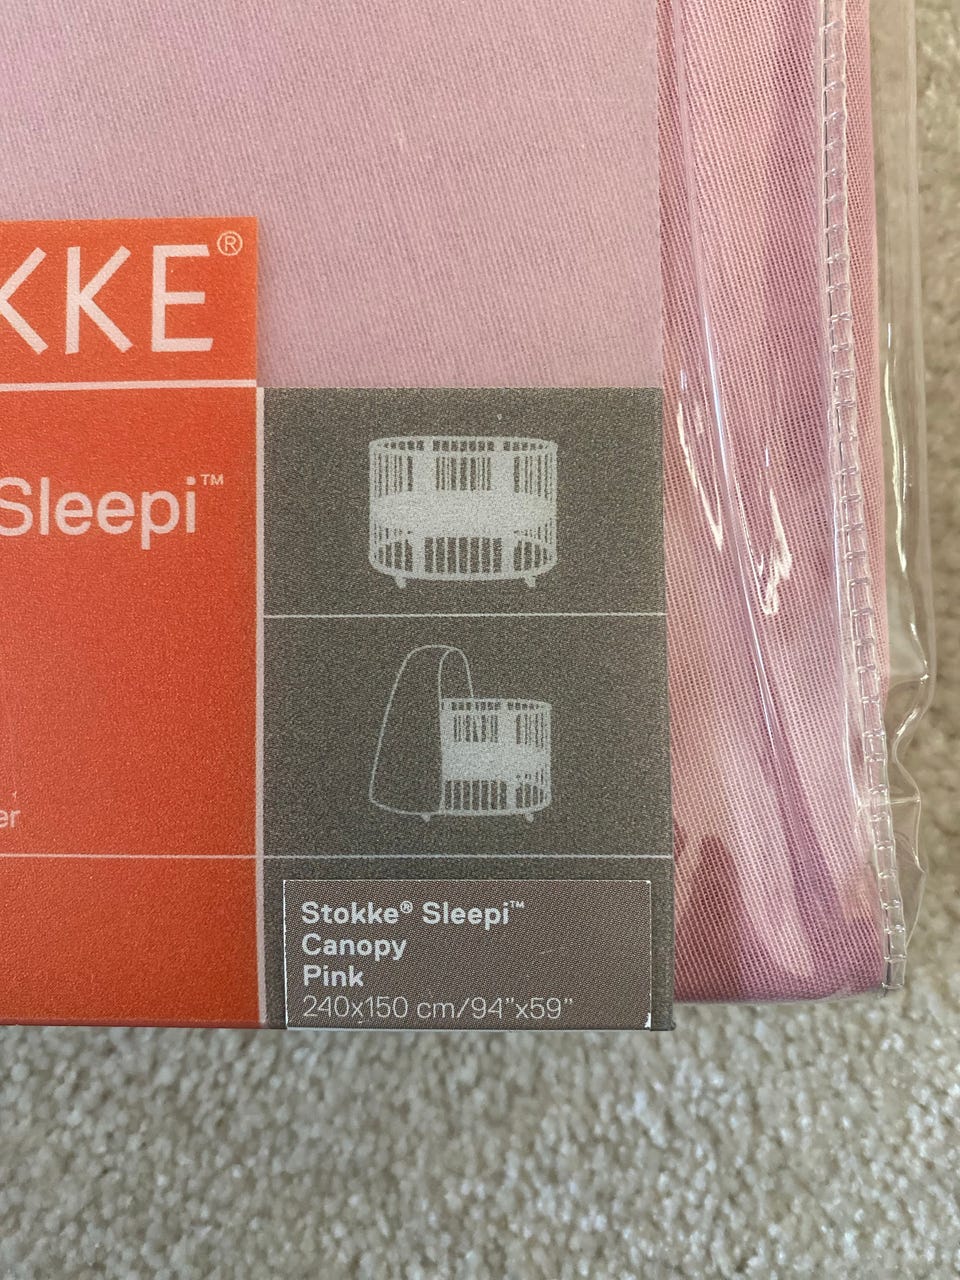 KKE®
Sleepi™
er
Stokke® Sleepi™
Canopy
Pink
240x150 cm/94”x59”